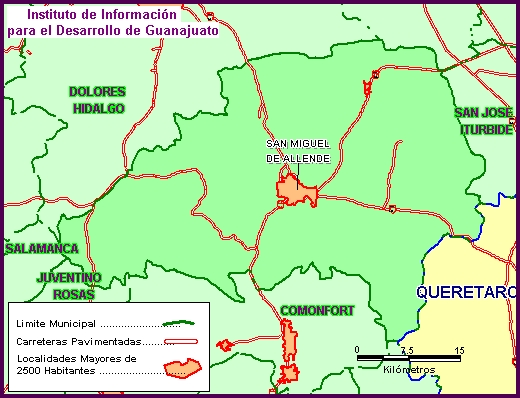 Instituto de Información
para el Desarrollo de Guanajuato
DOLORES
HIDALGO
SAN JOSE
ITURBIDE
SAN MIGUEL
DE ALLENDE
SALAMANCA
JUVENTINO
ROSAS
QUERETARO
COMONFORT
Limite Municipal ........................
Carreteras Pavimentadas..........
Localidades Mayores de
2500 Habitantes ........................
0 7.5 15
Kilómetros